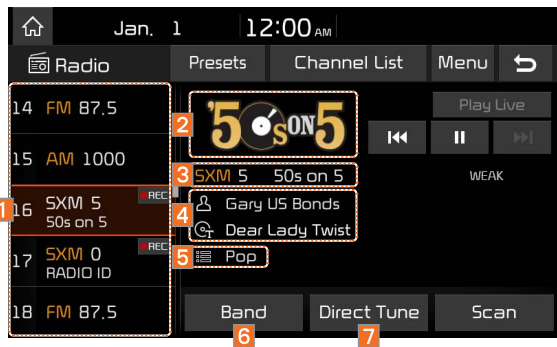 Jan. 1 12:00 AM
Radio Presets Channel List Menu
14 FM 87.5
15 AM 1000
16 SXM 5 REC
50s on 5
17 SXM 0 REC
RADIO ID
18 FM 87.5
1
2
'50's ON 5
3
SXM 5 50s on 5
4
Gary US Bonds
Dear Lady Twist
5
Pop
Play Live
WEAK
Band Direct Tune Scan
6 7